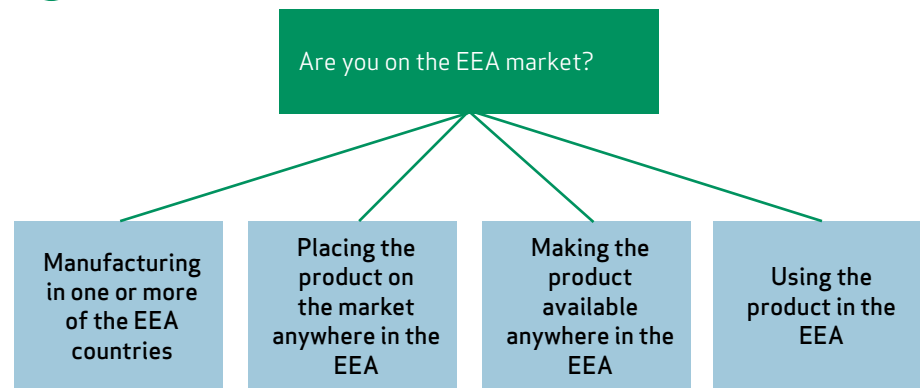 Are you on the EEA market?
Manufacturing
in one or more
of the EEA
countries
Placing the
product on
the market
anywhere in the
EEA
Making the
product
available
anywhere in the
EEA
Using the
product in the
EEA